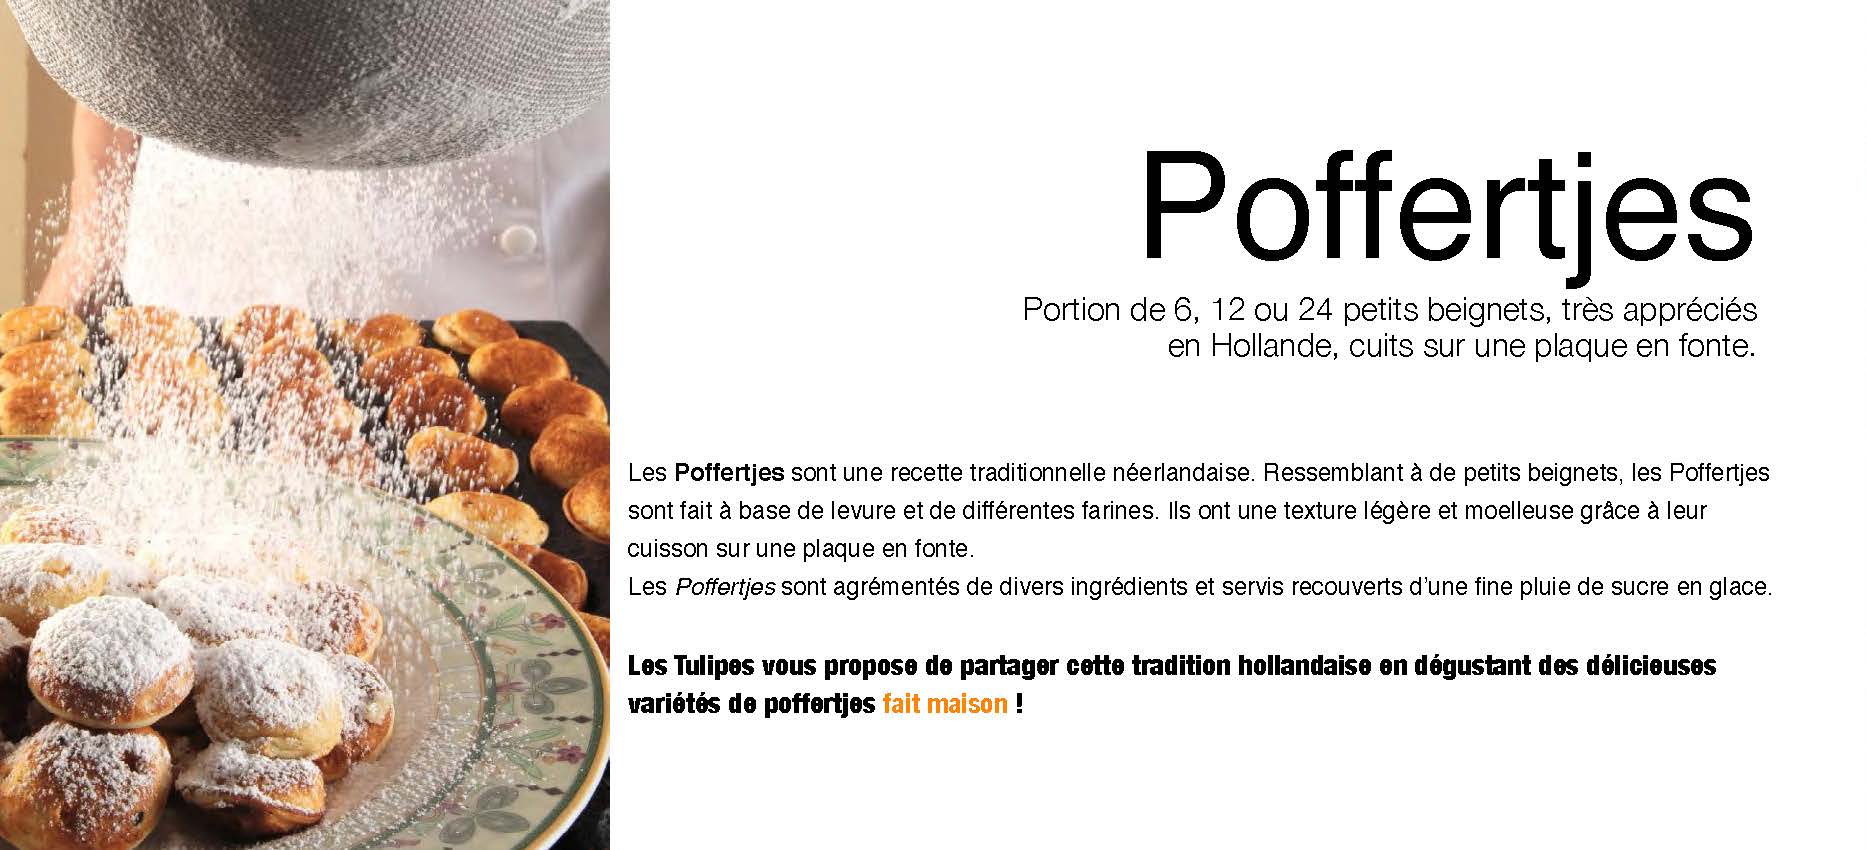 Poffertjes
Portion de 6, 12 ou 24 petits beignets, très appréciés
en Hollande, cuits sur une plaque en fonte.
Les Poffertjes sont une recette traditionnelle néerlandaise. Ressemblant à de petits beignets, les Poffertjes
sont fait à base de levure et de différentes farines. Ils ont une texture légère et moelleuse grâce à leur
cuisson sur une plaque en fonte.
Les Poffertjes sont agrémentés de divers ingrédients et servis recouverts d'une fine pluie de sucre en glace.
Les Tulipes vous propose de partager cette tradition hollandaise en dégustant des délicieuses
variétés de poffertjes fait maison !